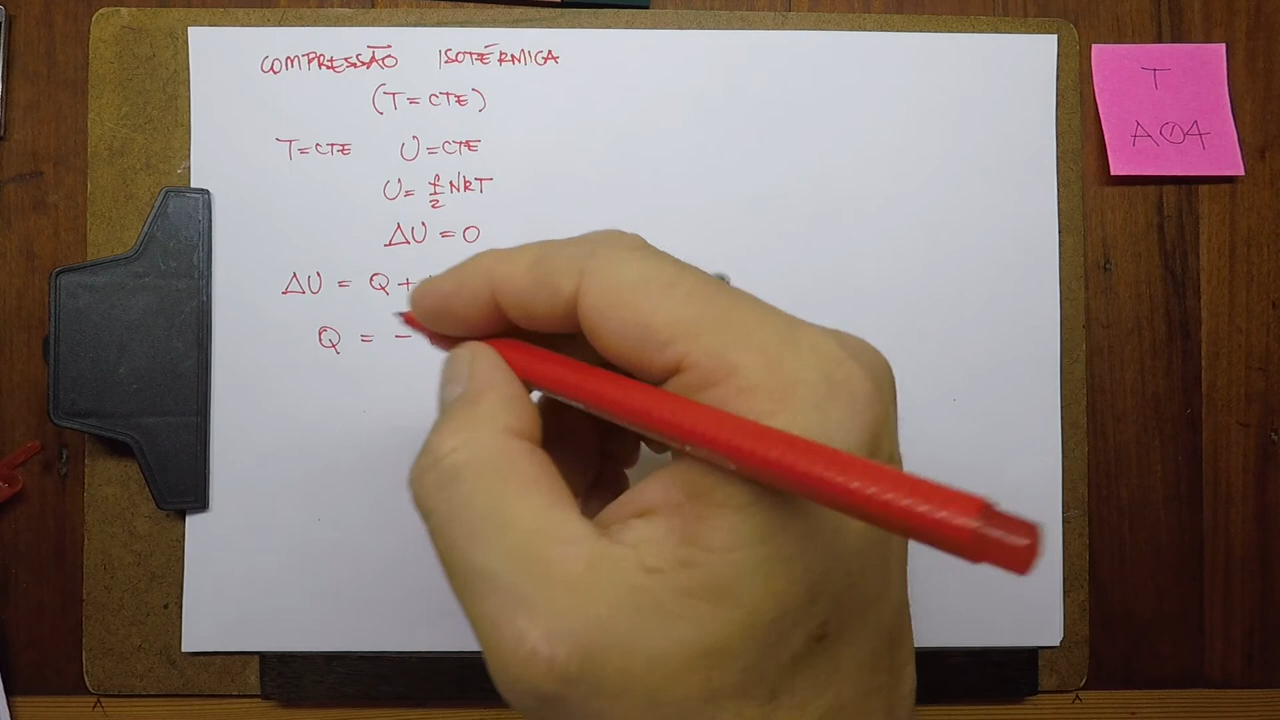 COMPRESSÃO ISOTÉRMICA
(T = CTE)
T = CTE U = CTE
U = f/2 NkT
ΔU = 0
ΔU = Q +
Q = -
T
A04